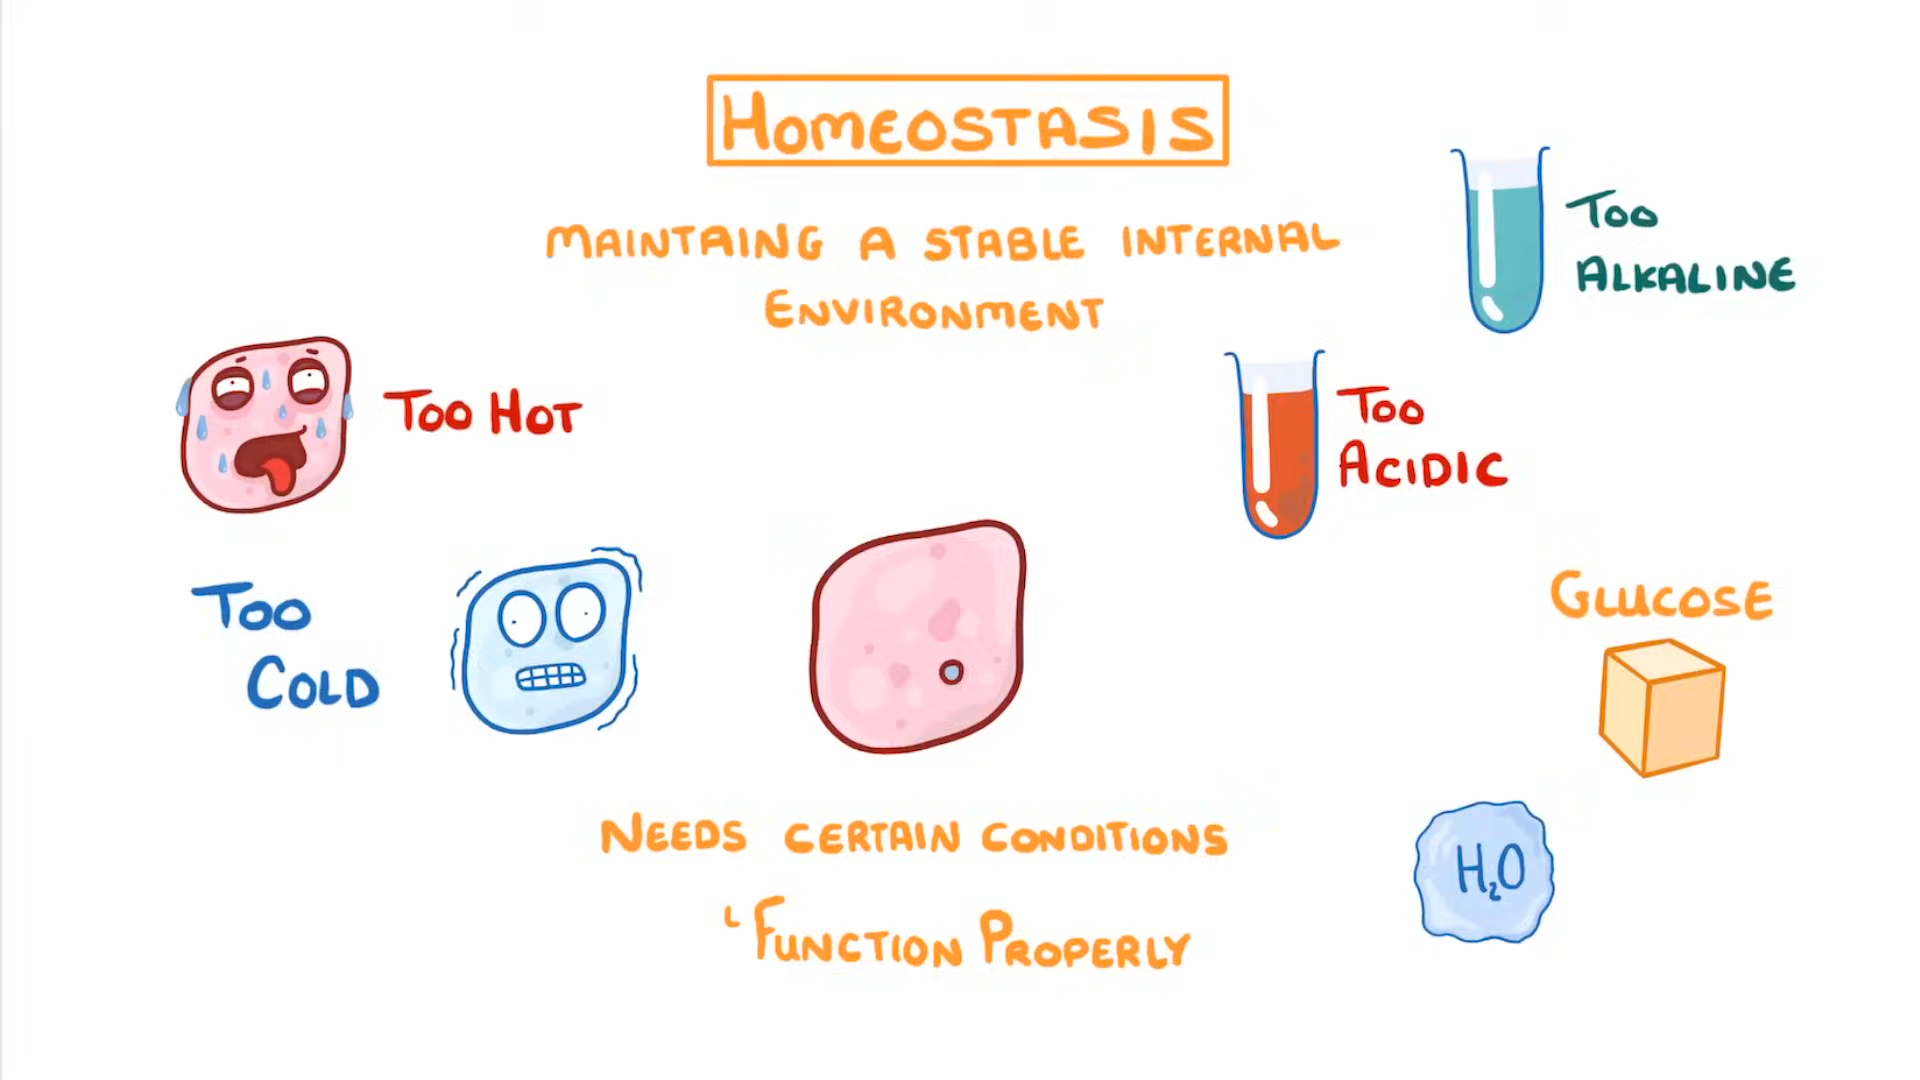 HOMEOSTASIS
MAINTAING A STABLE INTERNAL
ENVIRONMENT
TOO
ALKALINE
TOO HOT
TOO
ACIDIC
TOO
COLD
GLUCOSE
NEEDS CERTAIN CONDITIONS
H₂O
FUNCTION PROPERLY